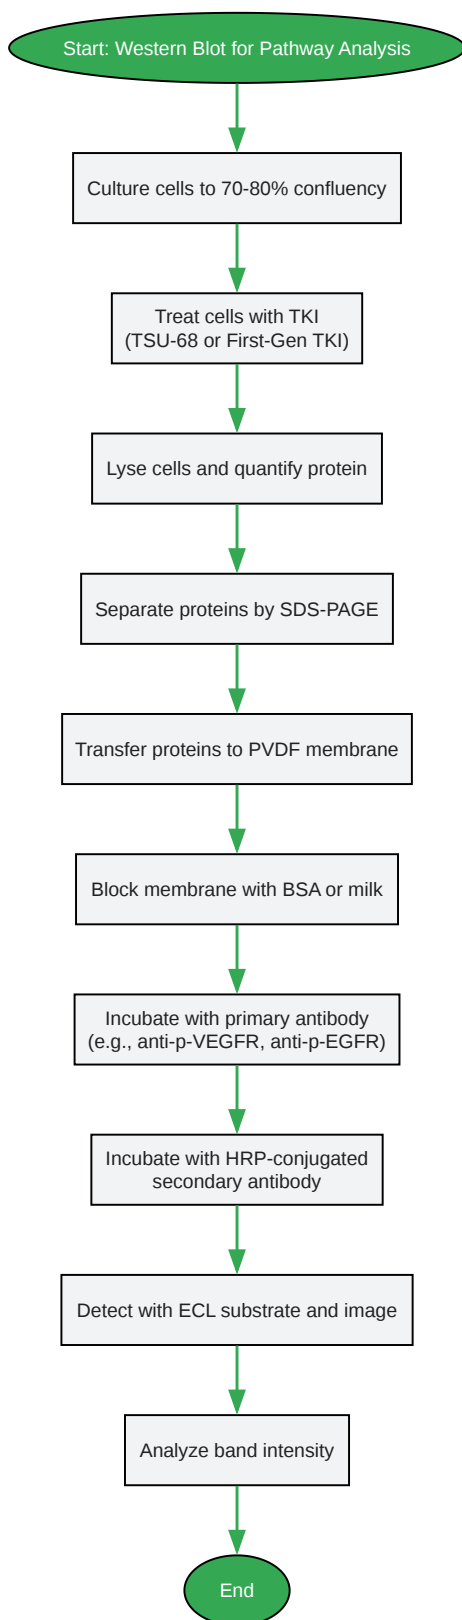 Start: Western Blot for Pathway Analysis
Culture cells to 70-80% confluency
Treat cells with TKI
(TSU-68 or First-Gen TKI)
Lyse cells and quantify protein
Separate proteins by SDS-PAGE
Transfer proteins to PVDF membrane
Block membrane with BSA or milk
Incubate with primary antibody
(e.g., anti-p-VEGFR, anti-p-EGFR)
Incubate with HRP-conjugated
secondary antibody
Detect with ECL substrate and image
Analyze band intensity
End